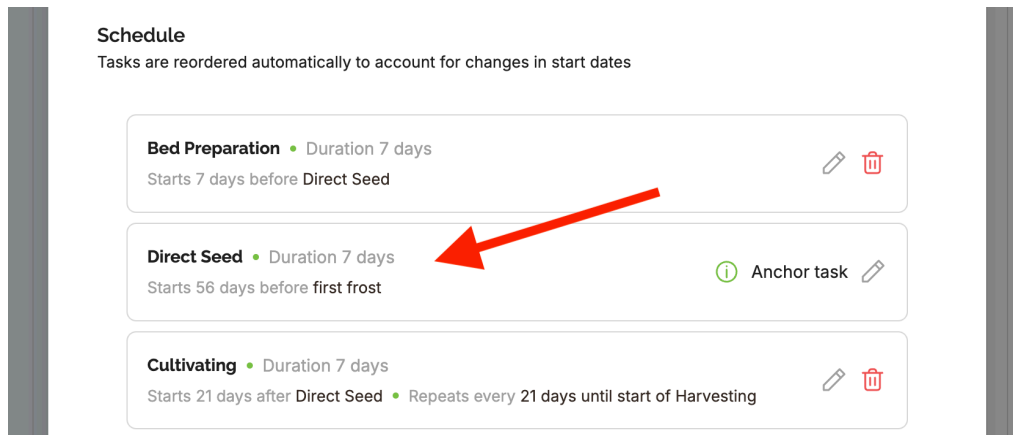 Schedule
Tasks are reordered automatically to account for changes in start dates
Bed Preparation • Duration 7 days
Starts 7 days before Direct Seed
Direct Seed • Duration 7 days
Starts 56 days before first frost
Anchor task
Cultivating • Duration 7 days
Starts 21 days after Direct Seed • Repeats every 21 days until start of Harvesting